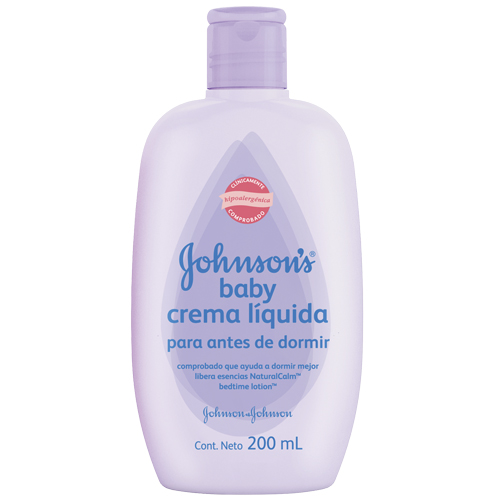 CLÍNICAMENTE
hipoalergénica
COMPROBADO
Johnson's®
baby
crema líquida
para antes de dormir
comprobado que ayuda a dormir mejor
libera esencias NaturalCalm™
bedtime lotion™
Johnson & Johnson
Cont. Neto 200 mL